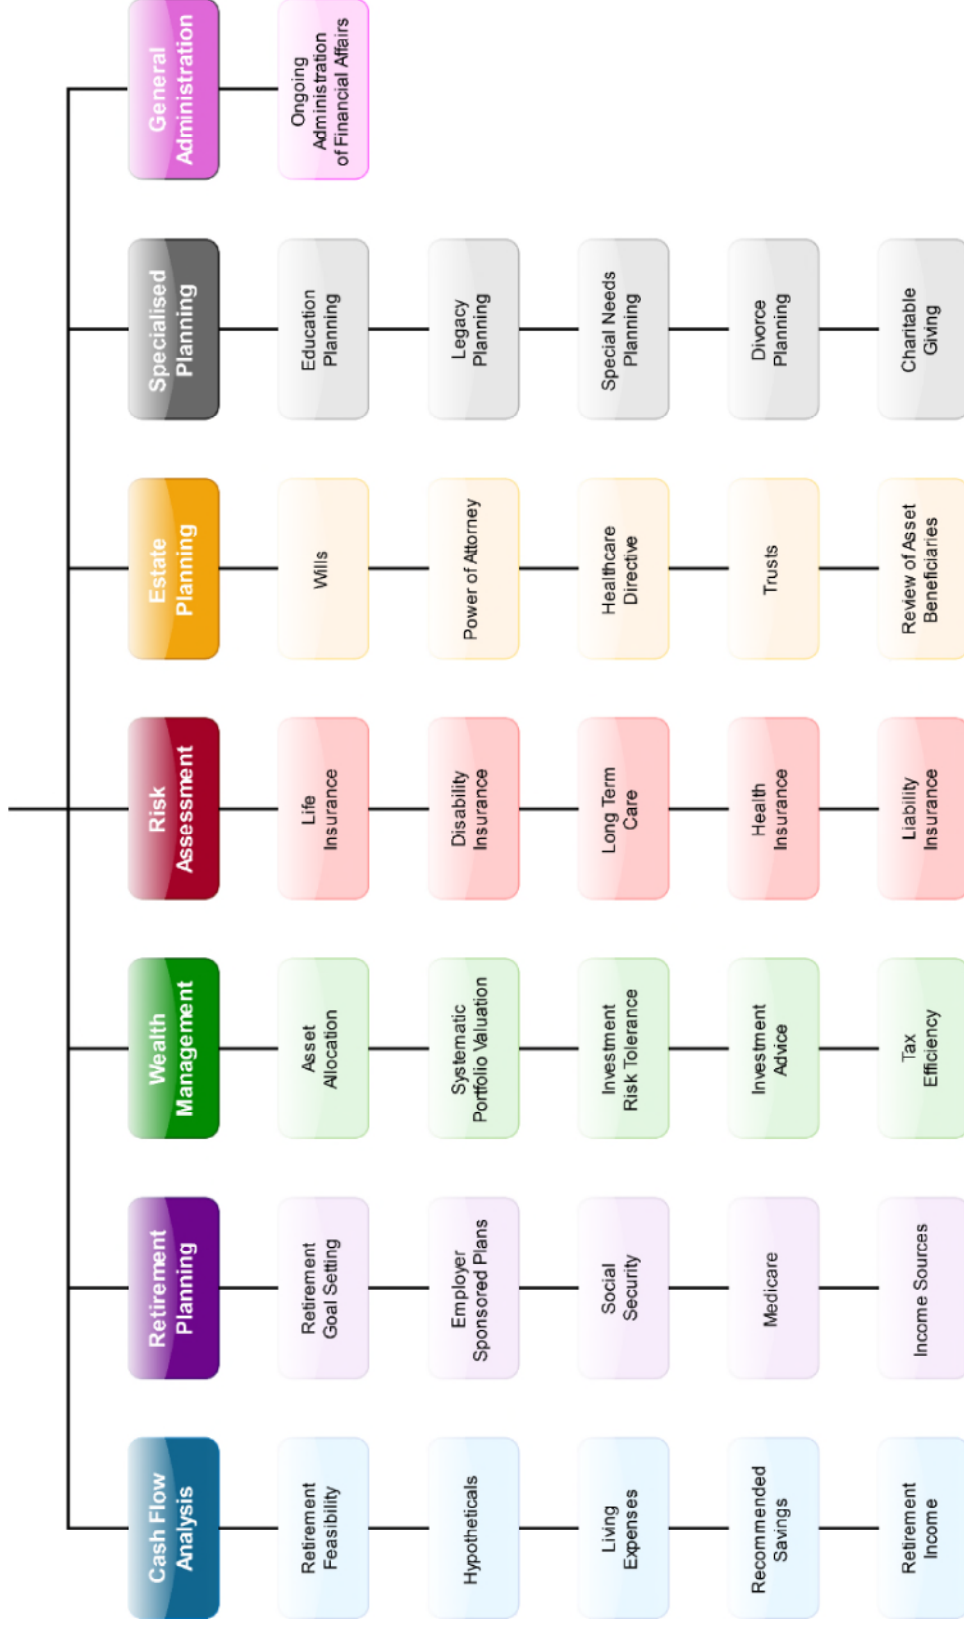 Cash Flow
Analysis
Retirement
Feasibility
Hypotheticals
Living
Expenses
Recommended
Savings
Retirement
Income
Retirement
Planning
Retirement
Goal Setting
Employer
Sponsored Plans
Social
Security
Medicare
Income Sources
Wealth
Management
Asset
Allocation
Systematic
Portfolio Valuation
Investment
Risk Tolerance
Investment
Advice
Tax
Efficiency
Risk
Assessment
Life
Insurance
Disability
Insurance
Long Term
Care
Health
Insurance
Liability
Insurance
Estate
Planning
Wills
Power of Attorney
Healthcare
Directive
Trusts
Review of Asset
Beneficiaries
Specialised
Planning
Education
Planning
Legacy
Planning
Special Needs
Planning
Divorce
Planning
Charitable
Giving
General
Administration
Ongoing
Administration
of Financial Affairs